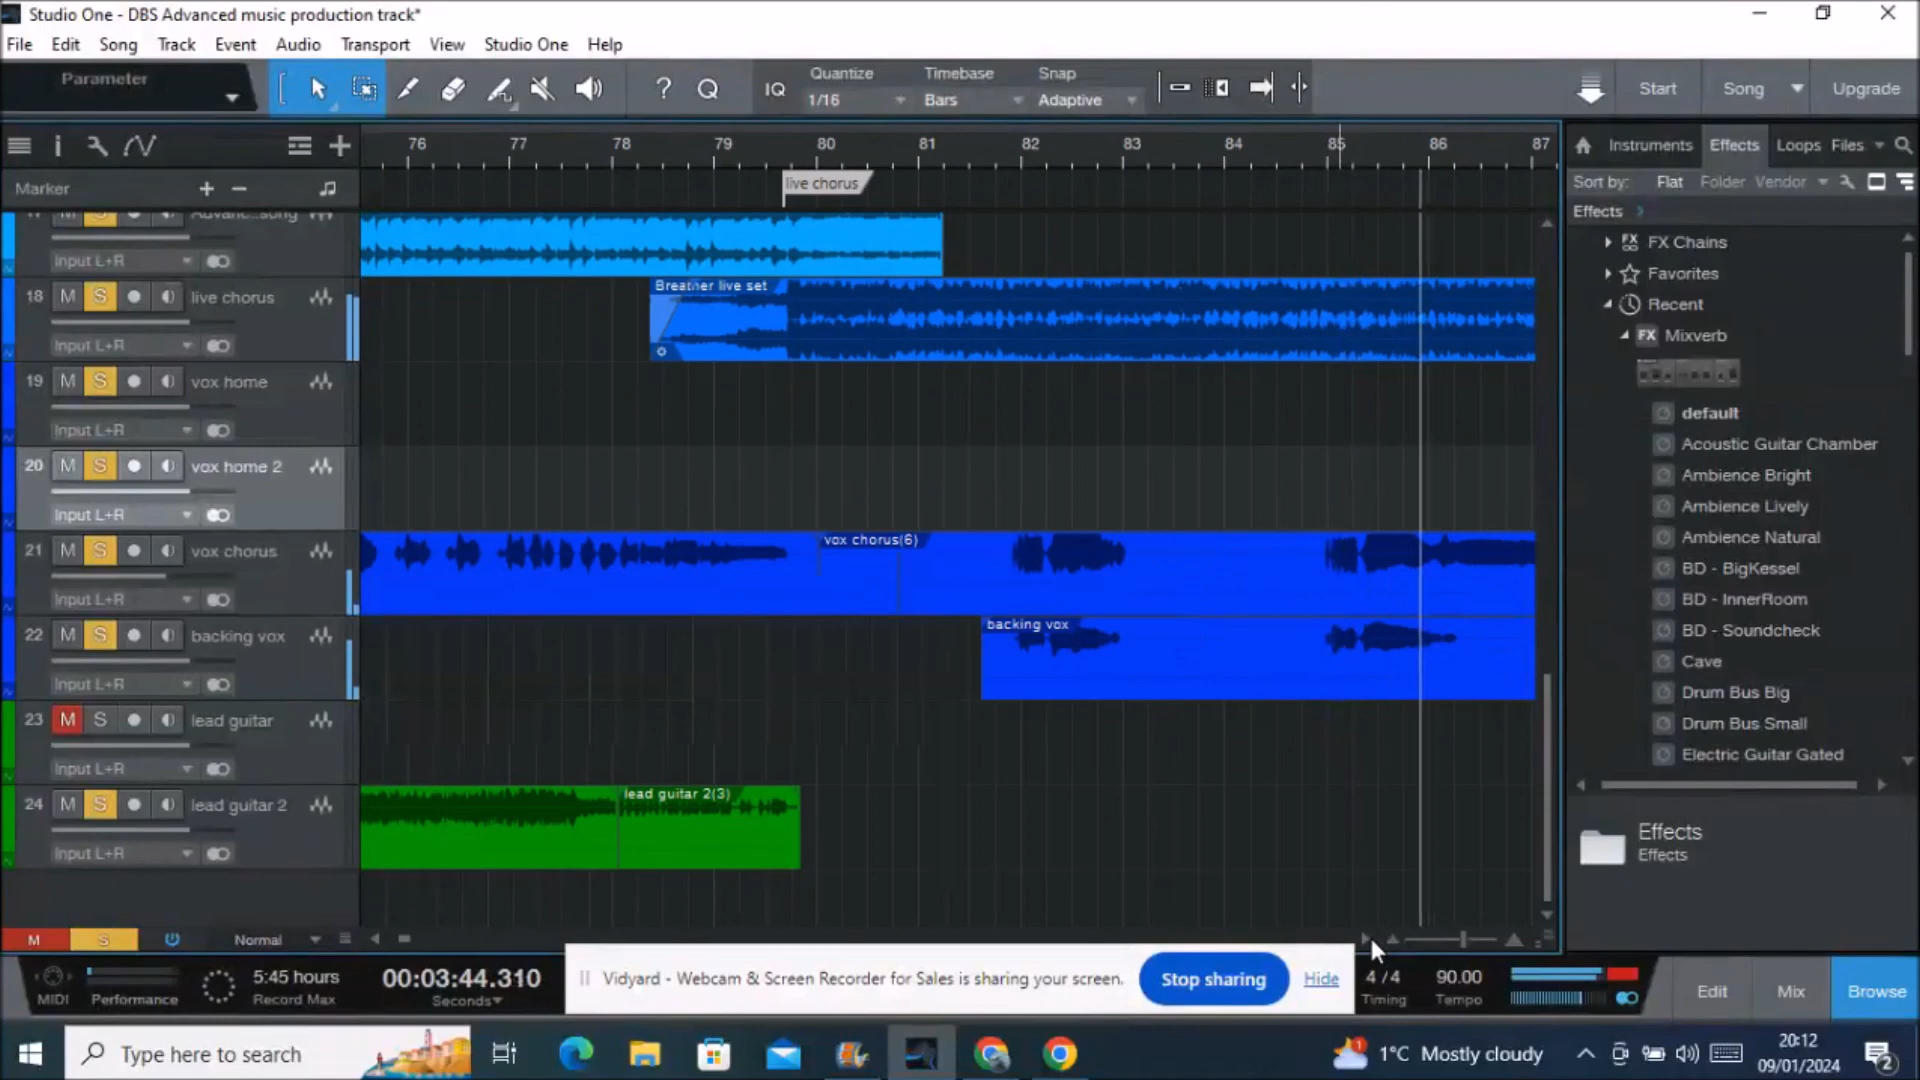 Studio One - DBS Advanced music production track*
File Edit Song Track Event Audio Transport View Studio One Help
Parameter
? Q IQ
Quantize Timebase Snap
1/16 Bars Adaptive
Start Song Upgrade
76 77 78 79 80 81 82 83 84 85 86 87
Marker
live chorus
17 M S Advanc...song
Input L+R
18 M S live chorus
Input L+R
Breather live set
19 M S vox home
Input L+R
20 M S vox home 2
Input L+R
21 M S vox chorus
Input L+R
vox chorus(6)
22 M S backing vox
Input L+R
backing vox
23 M S lead guitar
Input L+R
24 M S lead guitar 2
Input L+R
lead guitar 2(3)
M S Normal
Instruments Effects Loops Files
Sort by: Flat Folder Vendor
Effects
FX FX Chains
Favorites
Recent
FX Mixverb
default
Acoustic Guitar Chamber
Ambience Bright
Ambience Lively
Ambience Natural
BD - BigKessel
BD - InnerRoom
BD - Soundcheck
Cave
Drum Bus Big
Drum Bus Small
Electric Guitar Gated
Effects
Effects
MIDI Performance
5:45 hours
Record Max
00:03:44.310
Seconds
Vidyard - Webcam & Screen Recorder for Sales is sharing your screen. Stop sharing Hide
4 / 4
Timing
90.00
Tempo
Edit Mix Browse
Type here to search
1 1°C Mostly cloudy
20:12
09/01/2024
2